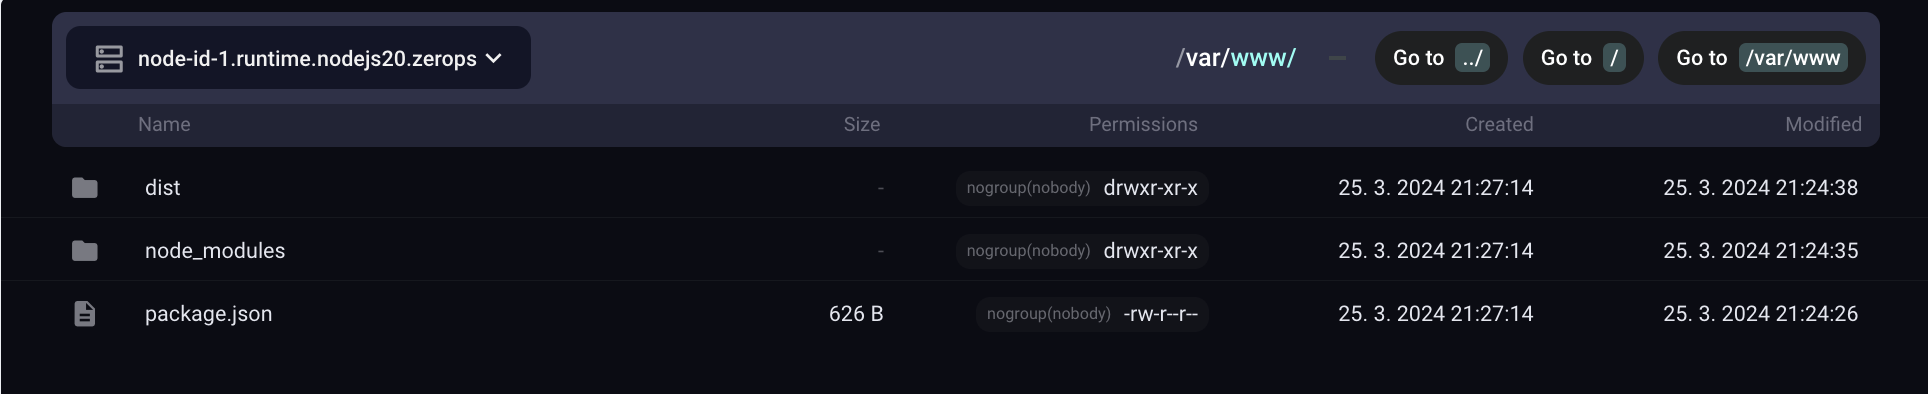 node-id-1.runtime.nodejs20.zerops /var/www/ Go to ../ Go to / Go to /var/www
Name Size Permissions Created Modified
dist - nogroup(nobody) drwxr-xr-x 25. 3. 2024 21:27:14 25. 3. 2024 21:24:38
node_modules - nogroup(nobody) drwxr-xr-x 25. 3. 2024 21:27:14 25. 3. 2024 21:24:35
package.json 626 B nogroup(nobody) -rw-r--r-- 25. 3. 2024 21:27:14 25. 3. 2024 21:24:26